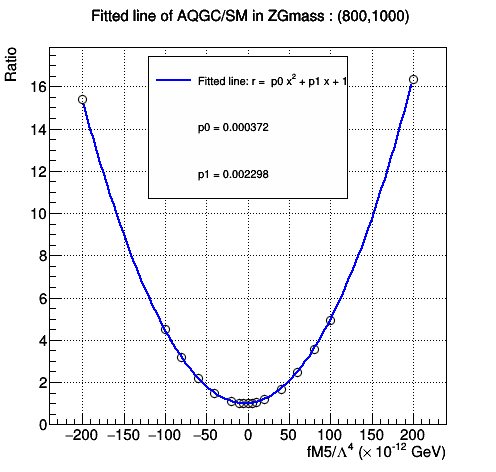 Fitted line of AQGC/SM in ZGmass : (800,1000)
Ratio
Fitted line: r = p0 x² + p1 x + 1
p0 = 0.000372
p1 = 0.002298
16
14
12
10
8
6
4
2
0
−200 −150 −100 −50 0 50 100 150 200
fM5/Λ⁴ (× 10⁻¹² GeV)